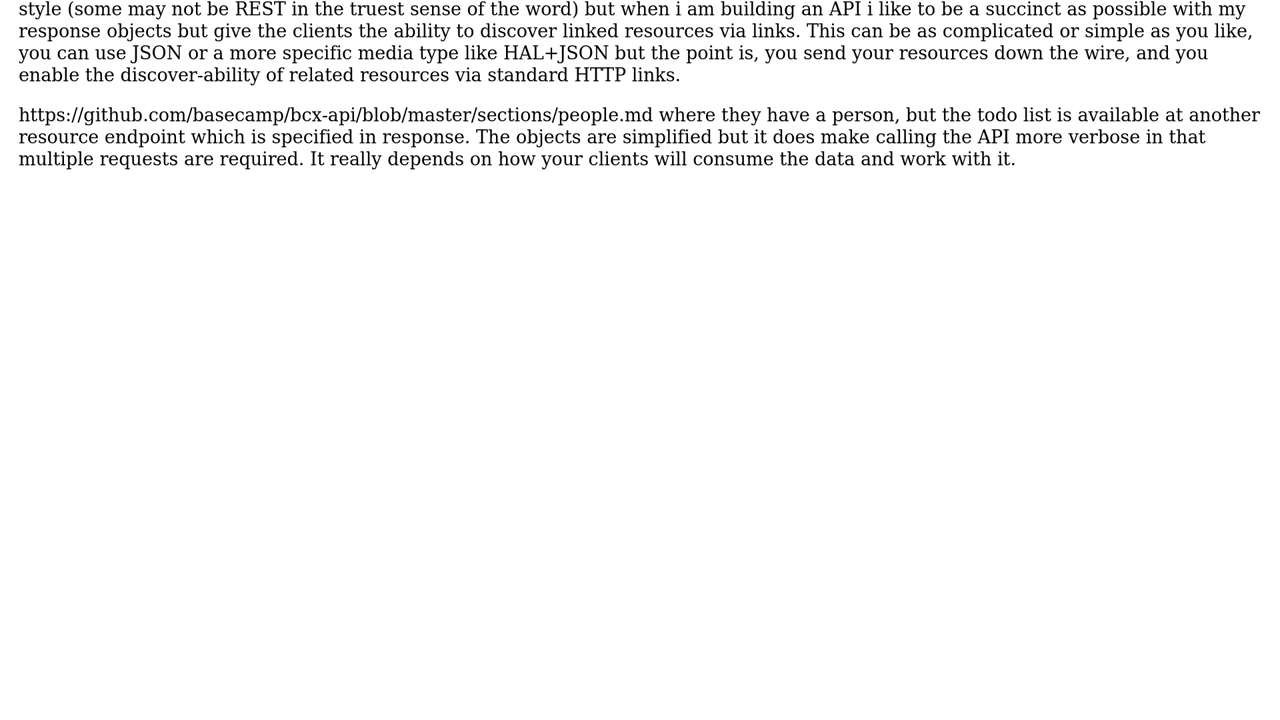 style (some may not be REST in the truest sense of the word) but when i am building an API i like to be a succinct as possible with my
response objects but give the clients the ability to discover linked resources via links. This can be as complicated or simple as you like,
you can use JSON or a more specific media type like HAL+JSON but the point is, you send your resources down the wire, and you
enable the discover-ability of related resources via standard HTTP links.
https://github.com/basecamp/bcx-api/blob/master/sections/people.md where they have a person, but the todo list is available at another
resource endpoint which is specified in response. The objects are simplified but it does make calling the API more verbose in that
multiple requests are required. It really depends on how your clients will consume the data and work with it.